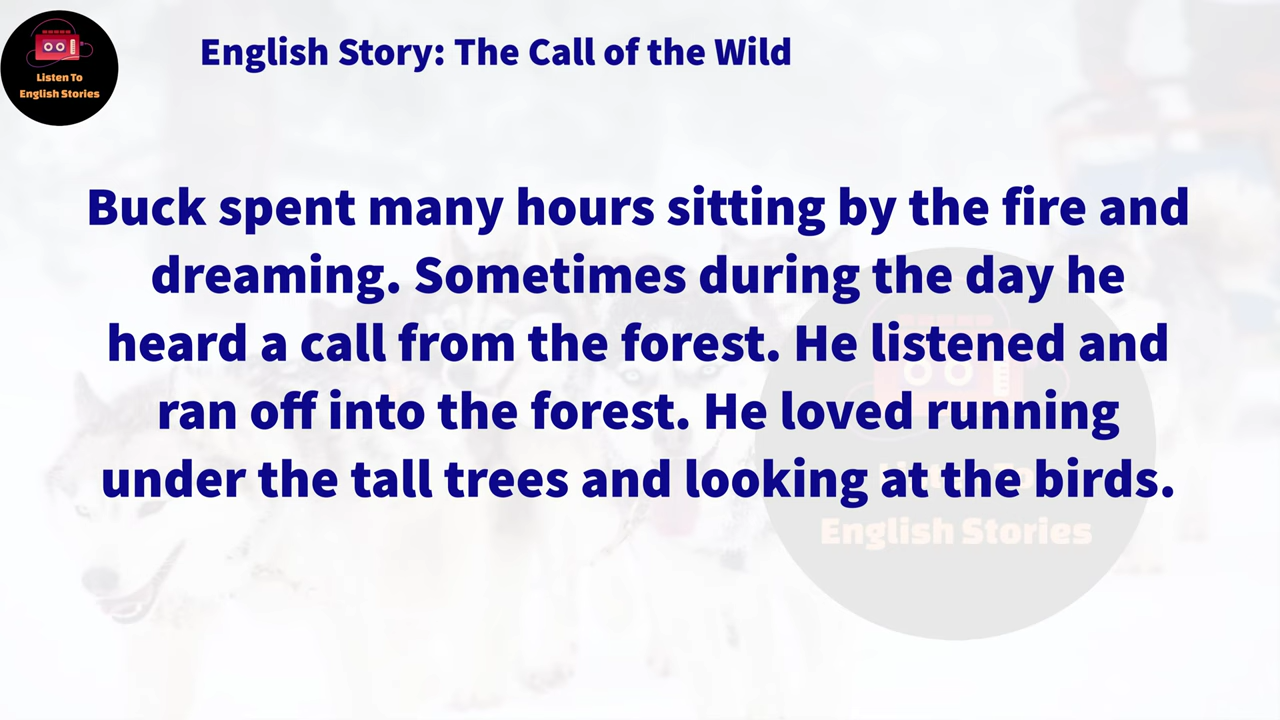 Listen To
English Stories
English Story: The Call of the Wild
Buck spent many hours sitting by the fire and
dreaming. Sometimes during the day he
heard a call from the forest. He listened and
ran off into the forest. He loved running
under the tall trees and looking at the birds.
Listen To
English Stories